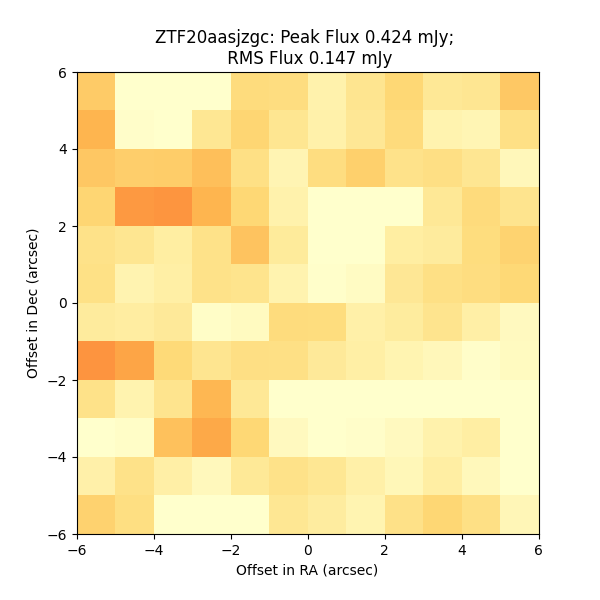 ZTF20aasjzgc: Peak Flux 0.424 mJy;
RMS Flux 0.147 mJy
6
4
2
0
−2
−4
−6
Offset in Dec (arcsec)
−6 −4 −2 0 2 4 6
Offset in RA (arcsec)